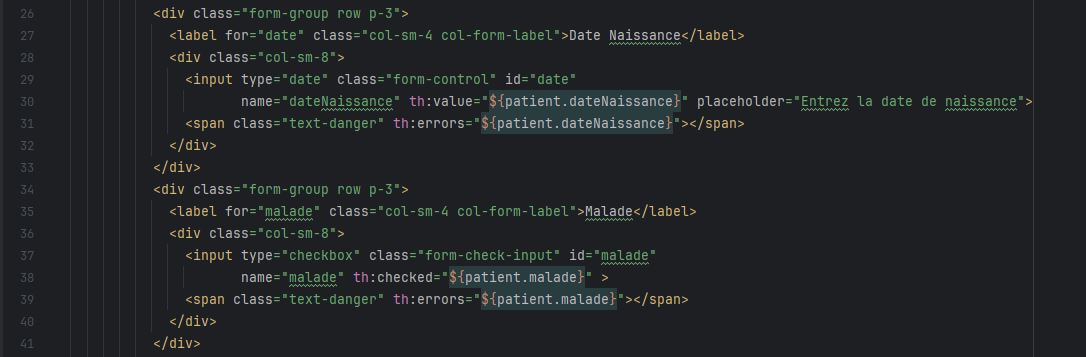 26 <div class="form-group row p-3">
27 <label for="date" class="col-sm-4 col-form-label">Date Naissance</label>
28 <div class="col-sm-8">
29 <input type="date" class="form-control" id="date"
30 name="dateNaissance" th:value="${patient.dateNaissance}" placeholder="Entrez la date de naissance">
31 <span class="text-danger" th:errors="${patient.dateNaissance}"></span>
32 </div>
33 </div>
34 <div class="form-group row p-3">
35 <label for="malade" class="col-sm-4 col-form-label">Malade</label>
36 <div class="col-sm-8">
37 <input type="checkbox" class="form-check-input" id="malade"
38 name="malade" th:checked="${patient.malade}" >
39 <span class="text-danger" th:errors="${patient.malade}"></span>
40 </div>
41 </div>